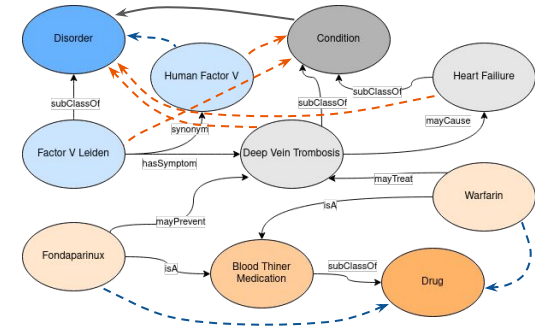 Disorder
Condition
Human Factor V
Heart Failiure
subClassOf
subClassOf
subClassOf
synonym
mayCause
Factor V Leiden
hasSymptom
Deep Vein Trombosis
mayTreat
Warfarin
isA
mayPrevent
Fondaparinux
isA
Blood Thiner
Medication
subClassOf
Drug